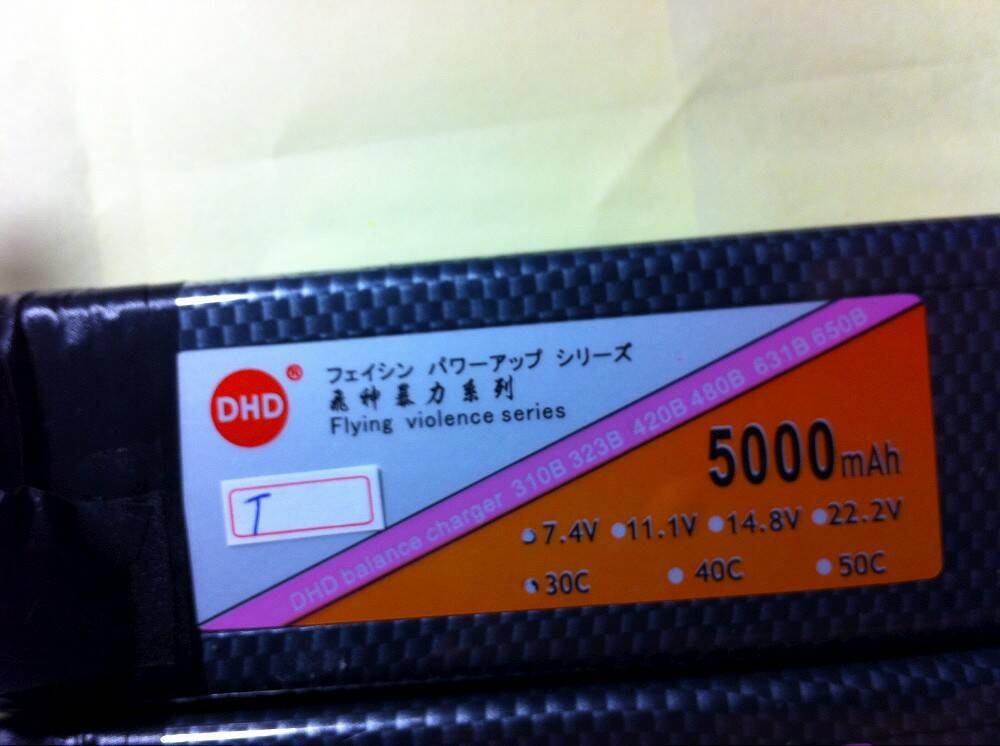 DHD ®
フェイシン パワーアップ シリーズ
飛神暴力系列
Flying violence series
T
DHD balance charger 310B 323B 420B 480B 631B 650B
5000mAh
7.4V 11.1V 14.8V 22.2V
30C 40C 50C